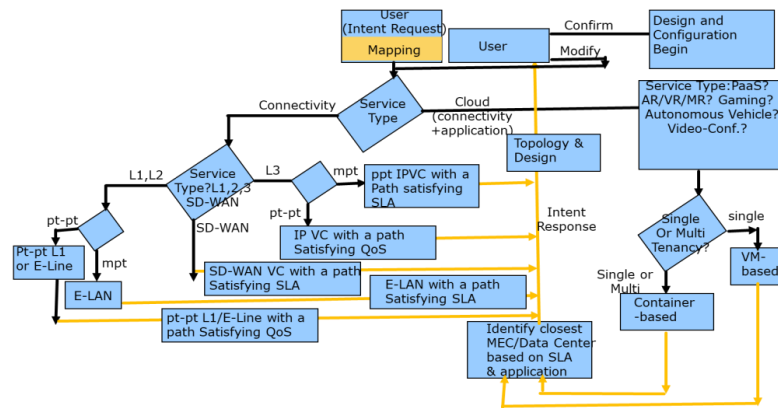 User
(Intent Request)
Mapping
User
Confirm
Modify
Design and
Configuration
Begin
Service
Type
Connectivity
Cloud
(connectivity
+application)
Service Type:PaaS?
AR/VR/MR? Gaming?
Autonomous Vehicle?
Video-Conf.?
Topology &
Design
Service
Type?L1,2,3
SD-WAN
L1,L2
L3
mpt
pt-pt
SD-WAN
ppt IPVC with a
Path satisfying
SLA
IP VC with a path
Satisfying QoS
Intent
Response
pt-pt
mpt
Pt-pt L1
or E-Line
E-LAN
SD-WAN VC with a path
Satisfying SLA
E-LAN with a path
Satisfying SLA
pt-pt L1/E-Line with a
path Satisfying QoS
Identify closest
MEC/Data Center
based on SLA
& application
Single
Or Multi
Tenancy?
single
Single or
Multi
VM-
based
Container
-based